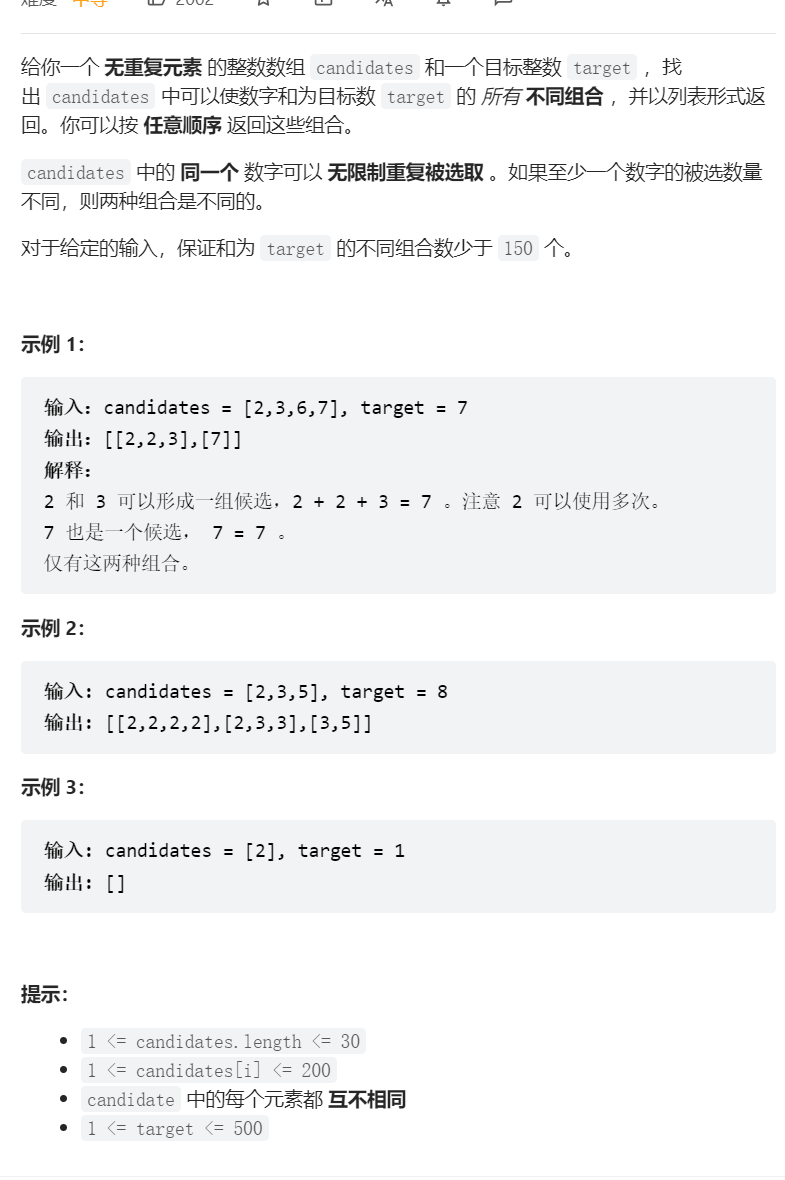 难度 中等 2002
给你一个 无重复元素 的整数数组 candidates 和一个目标整数 target ，找
出 candidates 中可以使数字和为目标数 target 的 所有 不同组合 ，并以列表形式返
回。你可以按 任意顺序 返回这些组合。
candidates 中的 同一个 数字可以 无限制重复被选取 。如果至少一个数字的被选数量
不同，则两种组合是不同的。
对于给定的输入，保证和为 target 的不同组合数少于 150 个。
示例 1：
输入：candidates = [2,3,6,7], target = 7
输出：[[2,2,3],[7]]
解释：
2 和 3 可以形成一组候选，2 + 2 + 3 = 7 。注意 2 可以使用多次。
7 也是一个候选， 7 = 7 。
仅有这两种组合。
示例 2：
输入：candidates = [2,3,5], target = 8
输出：[[2,2,2,2],[2,3,3],[3,5]]
示例 3：
输入：candidates = [2], target = 1
输出：[]
提示：
1 <= candidates.length <= 30
1 <= candidates[i] <= 200
candidate 中的每个元素都 互不相同
1 <= target <= 500